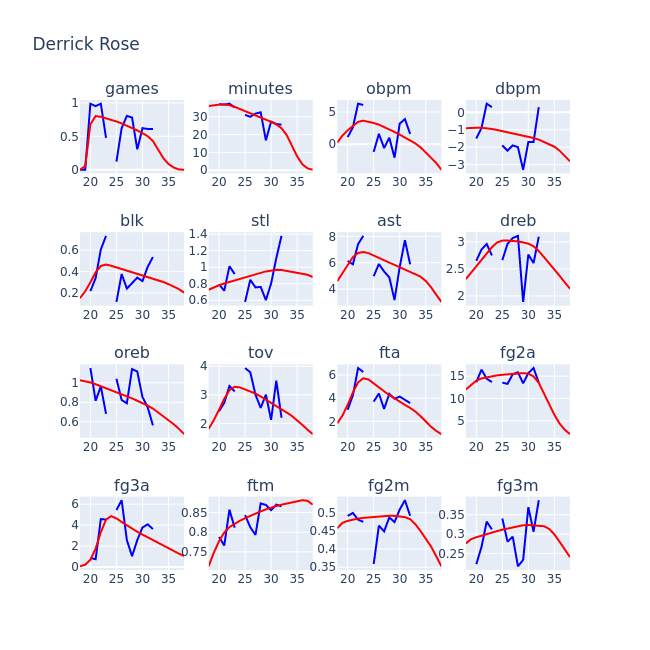 Derrick Rose
games minutes obpm dbpm
1 0.5 0 20 25 30 35
30 20 10 0 20 25 30 35
5 0 20 25 30 35
0 −1 −2 −3 20 25 30 35
blk stl ast dreb
0.6 0.4 0.2 20 25 30 35
1.4 1.2 1 0.8 0.6 20 25 30 35
8 6 4 20 25 30 35
3 2.5 2 20 25 30 35
oreb tov fta fg2a
1 0.8 0.6 20 25 30 35
4 3 2 20 25 30 35
6 4 2 20 25 30 35
15 10 5 20 25 30 35
fg3a ftm fg2m fg3m
6 4 2 0 20 25 30 35
0.85 0.8 0.75 20 25 30 35
0.5 0.45 0.4 0.35 20 25 30 35
0.35 0.3 0.25 20 25 30 35